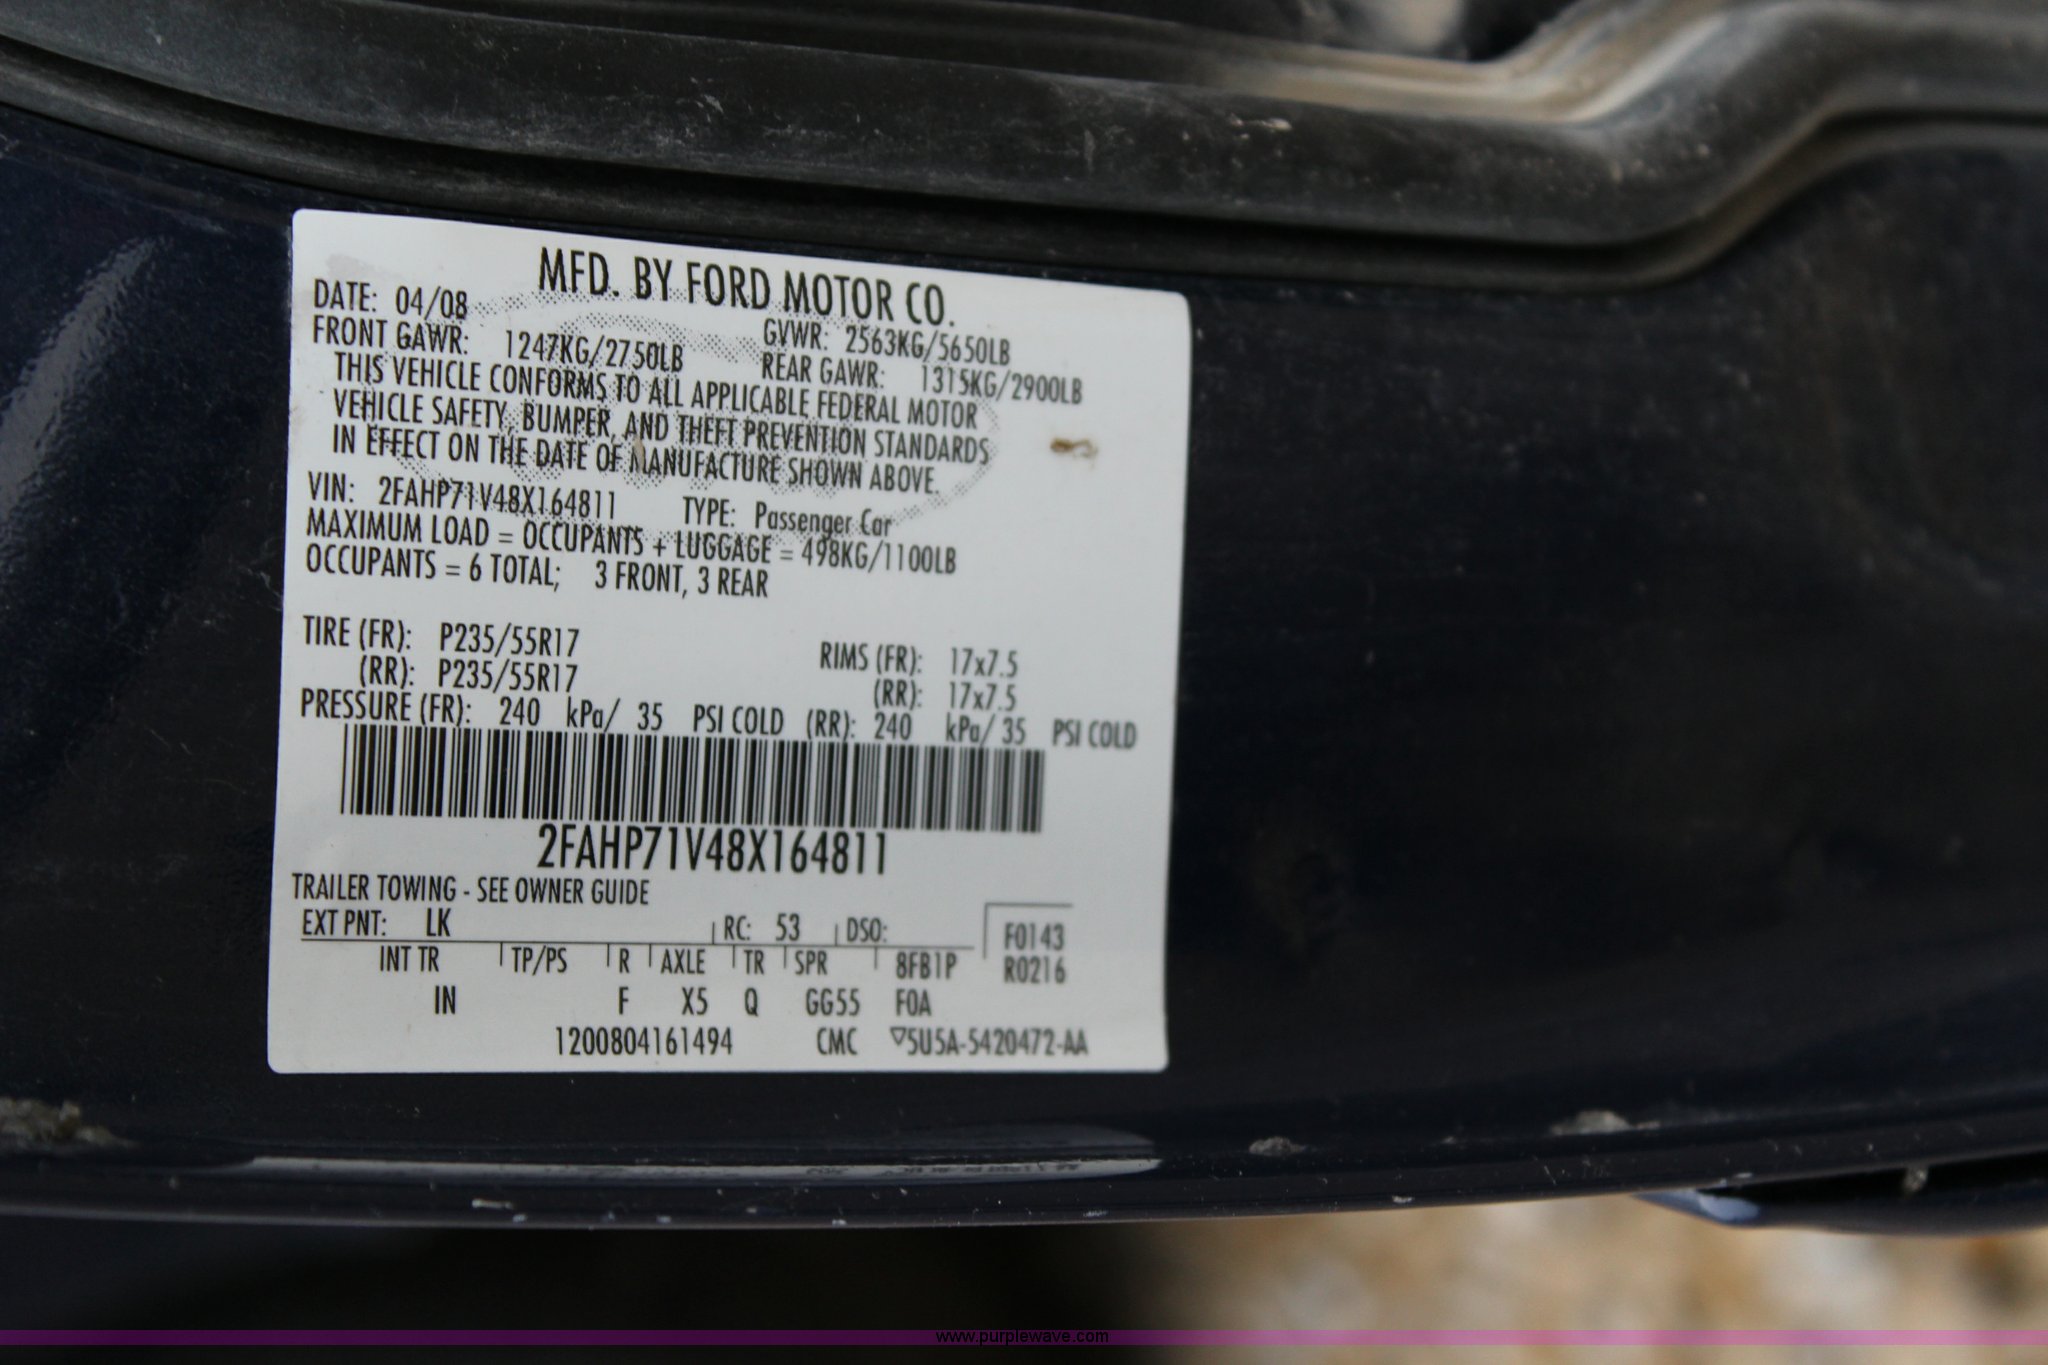 MFD. BY FORD MOTOR CO.
DATE: 04/08
GVWR: 2563KG/5650LB
FRONT GAWR: 1247KG/2750LB
REAR GAWR: 1315KG/2900LB
THIS VEHICLE CONFORMS TO ALL APPLICABLE FEDERAL MOTOR
VEHICLE SAFETY, BUMPER, AND THEFT PREVENTION STANDARDS
IN EFFECT ON THE DATE OF MANUFACTURE SHOWN ABOVE.
VIN: 2FAHP71V48X164811 TYPE: Passenger Car
MAXIMUM LOAD = OCCUPANTS + LUGGAGE = 498KG/1100LB
OCCUPANTS = 6 TOTAL; 3 FRONT, 3 REAR
TIRE (FR): P235/55R17 RIMS (FR): 17x7.5
(RR): P235/55R17 (RR): 17x7.5
PRESSURE (FR): 240 kPa/ 35 PSI COLD (RR): 240 kPa/ 35 PSI COLD
2FAHP71V48X164811
TRAILER TOWING - SEE OWNER GUIDE
EXT PNT: LK RC: 53 DSO: F0143
INT TR TP/PS R AXLE TR SPR 8FB1P R0216
IN F X5 Q GG55 F0A
1200804161494 CMC ▽5U5A-5420472-AA
www.purplewave.com